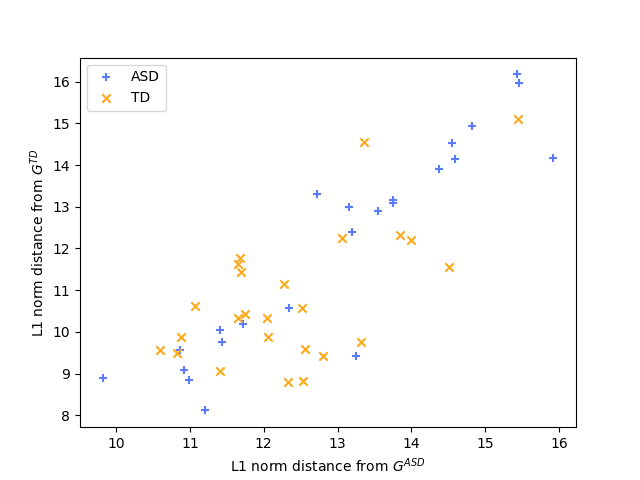 ASD
TD
16
15
14
13
12
11
10
9
8
L1 norm distance from G^{TD}
10 11 12 13 14 15 16
L1 norm distance from G^{ASD}